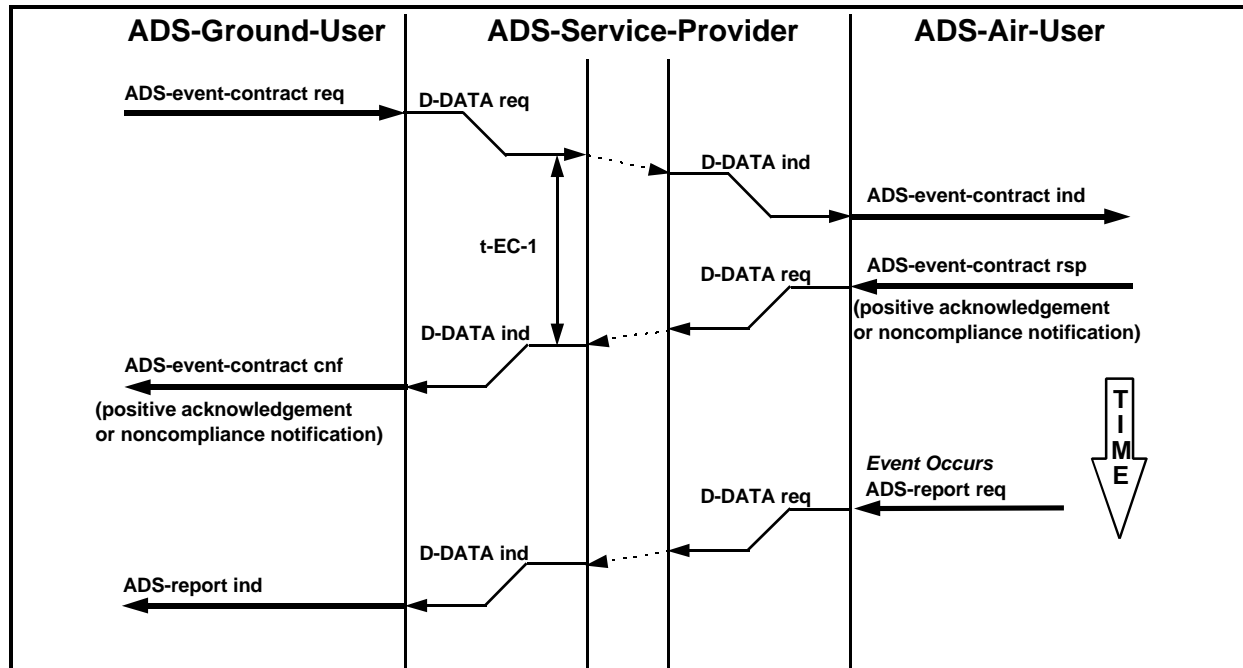 ADS-Ground-User
ADS-Service-Provider
ADS-Air-User
ADS-event-contract req
D-DATA req
D-DATA ind
ADS-event-contract ind
t-EC-1
D-DATA req
ADS-event-contract rsp
(positive acknowledgement
or noncompliance notification)
D-DATA ind
ADS-event-contract cnf
(positive acknowledgement
or noncompliance notification)
TIME
Event Occurs
ADS-report req
D-DATA req
D-DATA ind
ADS-report ind